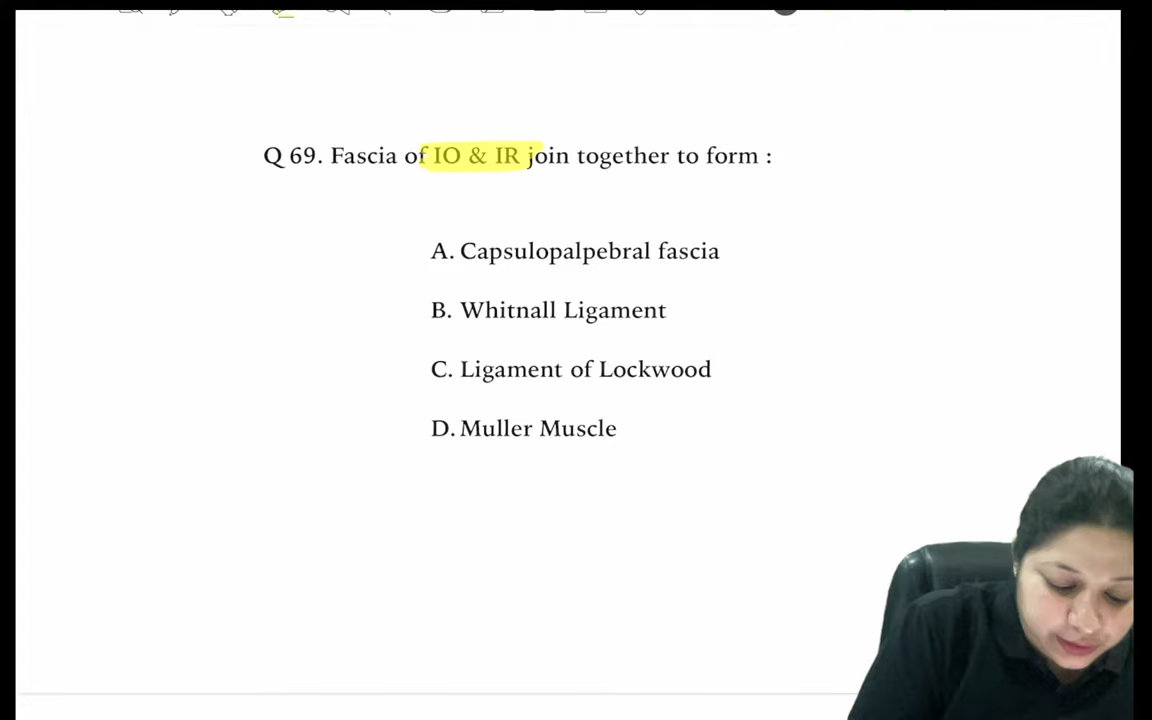 Q 69. Fascia of IO & IR join together to form :
A. Capsulopalpebral fascia
B. Whitnall Ligament
C. Ligament of Lockwood
D. Muller Muscle